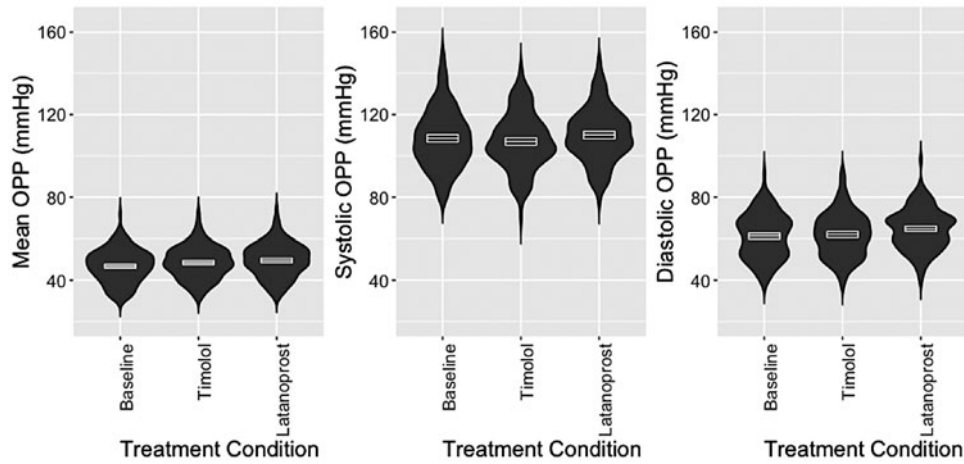 Mean OPP (mmHg)
160
120
80
40
Baseline
Timolol
Latanoprost
Treatment Condition
Systolic OPP (mmHg)
160
120
80
40
Baseline
Timolol
Latanoprost
Treatment Condition
Diastolic OPP (mmHg)
160
120
80
40
Baseline
Timolol
Latanoprost
Treatment Condition